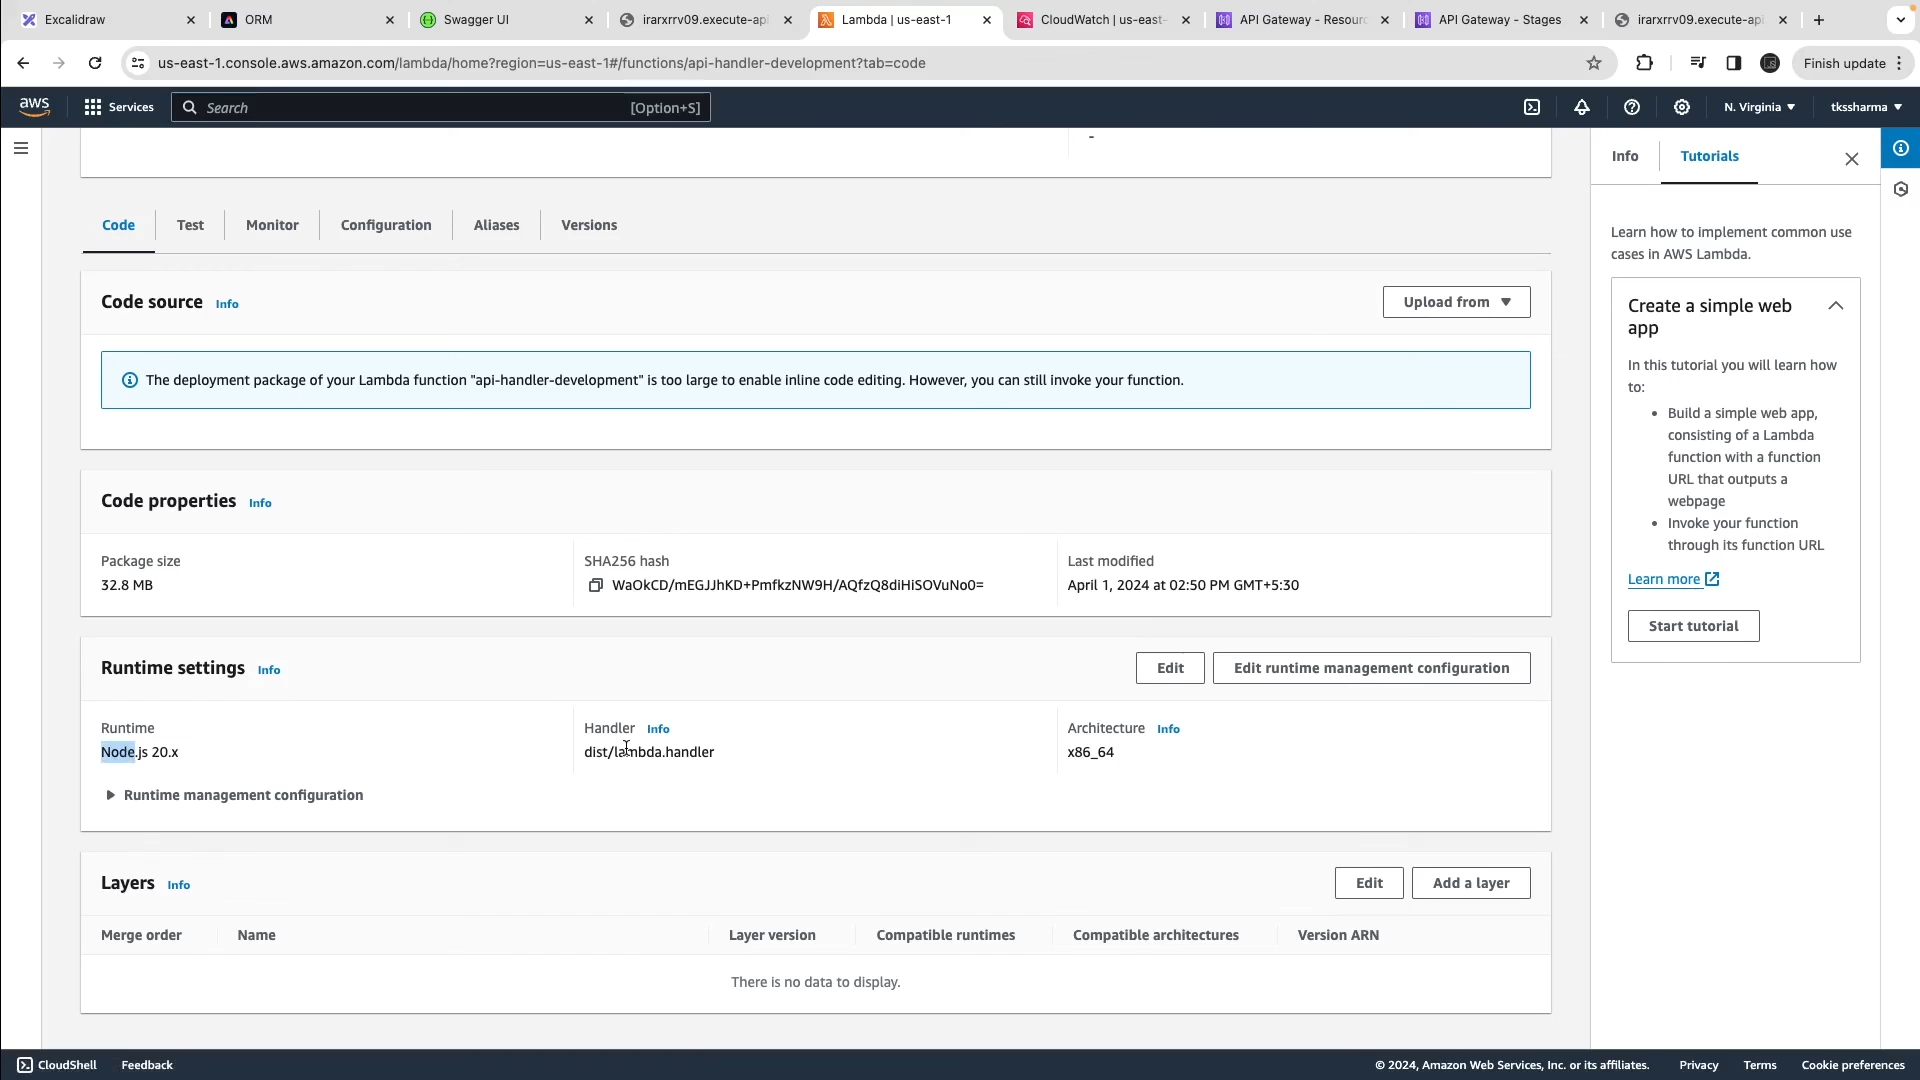 Excalidraw
ORM
Swagger UI
irarxrrv09.execute-api
Lambda | us-east-1
CloudWatch | us-east-
API Gateway - Resourc
API Gateway - Stages
irarxrrv09.execute-api
us-east-1.console.aws.amazon.com/lambda/home?region=us-east-1#/functions/api-handler-development?tab=code
Finish update
aws
Services
Search
[Option+S]
N. Virginia
tkssharma
-
Info
Tutorials
Code
Test
Monitor
Configuration
Aliases
Versions
Learn how to implement common use
cases in AWS Lambda.
Code source Info
Upload from
Create a simple web
app
The deployment package of your Lambda function "api-handler-development" is too large to enable inline code editing. However, you can still invoke your function.
In this tutorial you will learn how
to:
• Build a simple web app,
consisting of a Lambda
function with a function
URL that outputs a
webpage
• Invoke your function
through its function URL
Learn more
Start tutorial
Code properties Info
Package size
32.8 MB
SHA256 hash
WaOkCD/mEGJJhKD+PmfkzNW9H/AQfzQ8diHiSOVuNo0=
Last modified
April 1, 2024 at 02:50 PM GMT+5:30
Runtime settings Info
Edit
Edit runtime management configuration
Runtime
Node.js 20.x
Handler Info
dist/lambda.handler
Architecture Info
x86_64
Runtime management configuration
Layers Info
Edit
Add a layer
Merge order
Name
Layer version
Compatible runtimes
Compatible architectures
Version ARN
There is no data to display.
CloudShell
Feedback
© 2024, Amazon Web Services, Inc. or its affiliates.
Privacy
Terms
Cookie preferences